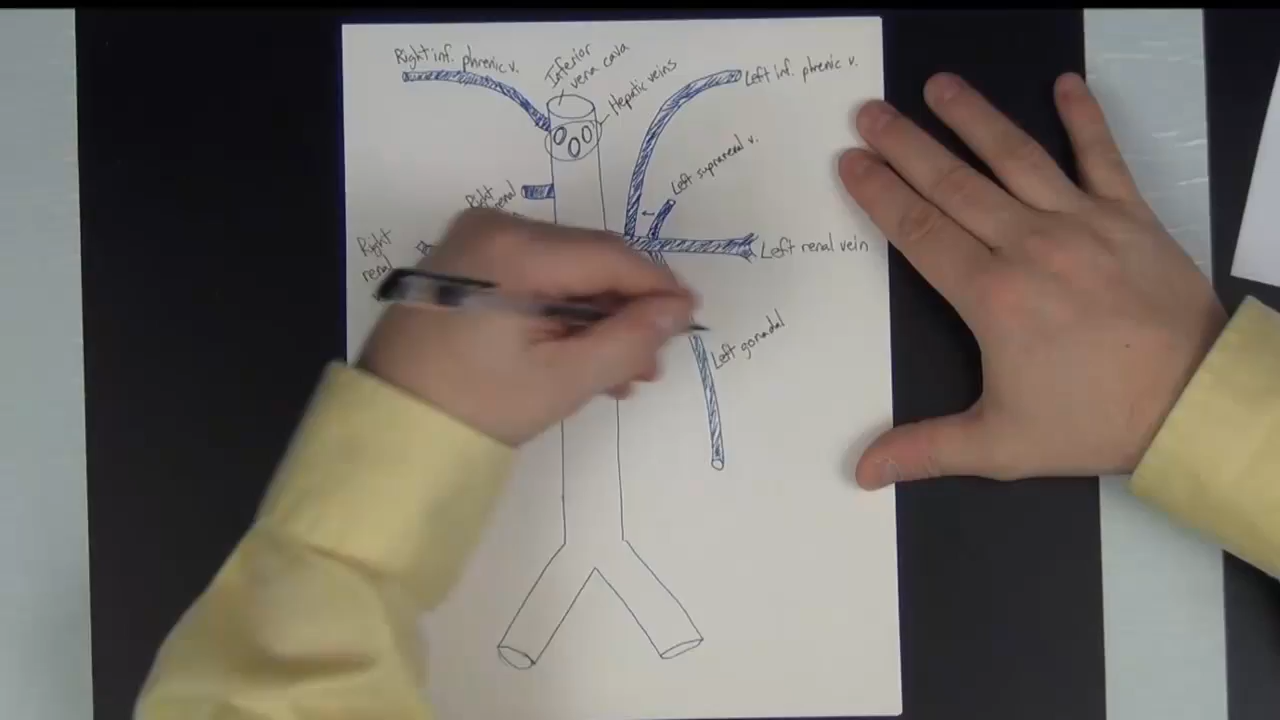 Right inf. phrenic v.
Inferior
vena cava
Hepatic veins
Left inf. phrenic v.
Left suprarenal v.
Right
Right
renal
Left renal vein
Left gonadal